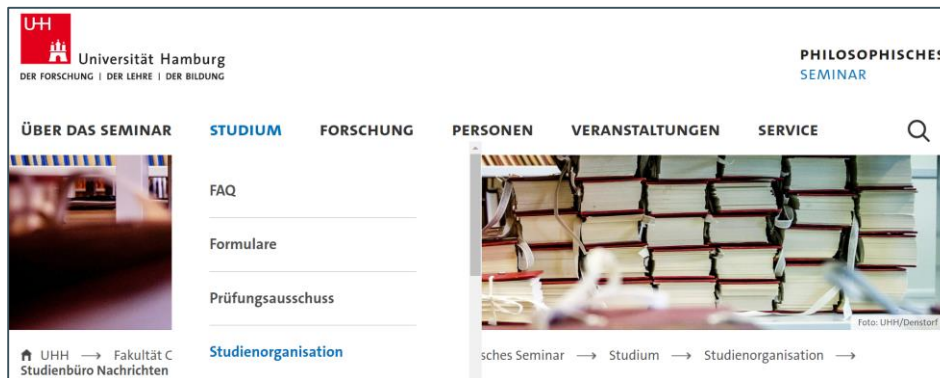 UHH
Universität Hamburg
DER FORSCHUNG | DER LEHRE | DER BILDUNG
PHILOSOPHISCHES
SEMINAR
ÜBER DAS SEMINAR STUDIUM FORSCHUNG PERSONEN VERANSTALTUNGEN SERVICE
FAQ
Formulare
Prüfungsausschuss
Studienorganisation
Foto: UHH/Denstorf
UHH → Fakultät G sches Seminar → Studium → Studienorganisation →
Studienbüro Nachrichten